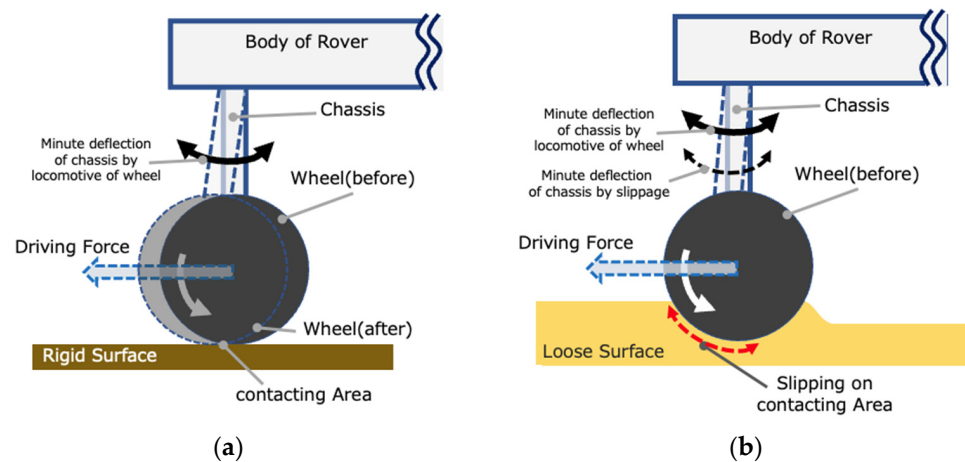 Body of Rover
Chassis
Minute deflection
of chassis by
locomotive of wheel
Wheel(before)
Driving Force
Wheel(after)
Rigid Surface
contacting Area
(a)
Body of Rover
Chassis
Minute deflection
of chassis by
locomotive of wheel
Minute deflection
of chassis by slippage
Wheel(before)
Driving Force
Loose Surface
Slipping on
contacting Area
(b)